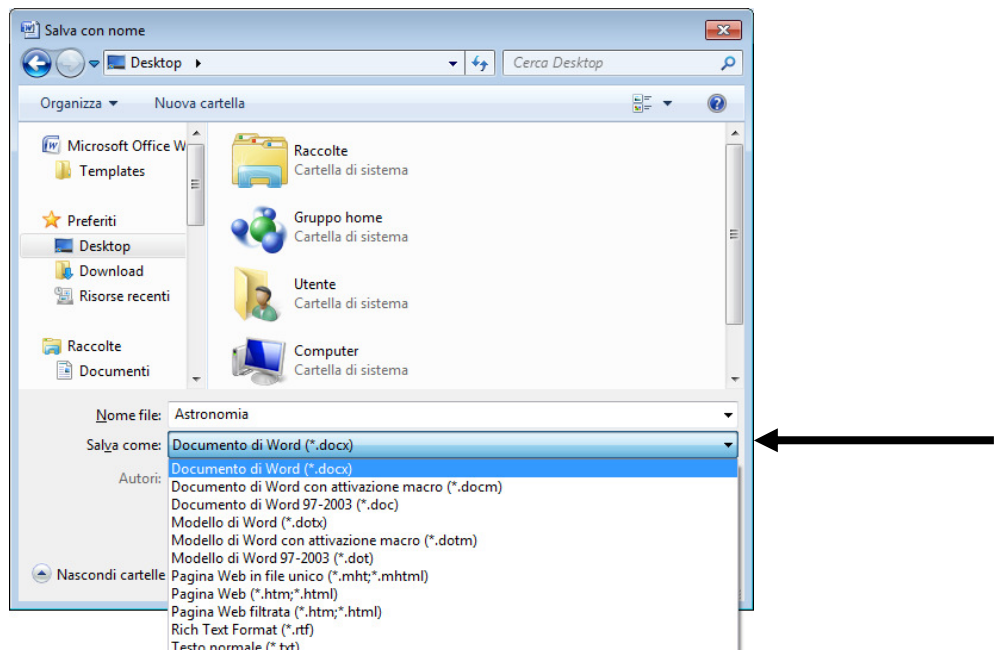 Salva con nome
Desktop
Cerca Desktop
Organizza
Nuova cartella
Microsoft Office W
Templates
Preferiti
Desktop
Download
Risorse recenti
Raccolte
Documenti
Raccolte
Cartella di sistema
Gruppo home
Cartella di sistema
Utente
Cartella di sistema
Computer
Cartella di sistema
Nome file: Astronomia
Salva come: Documento di Word (*.docx)
Autori:
Documento di Word (*.docx)
Documento di Word con attivazione macro (*.docm)
Documento di Word 97-2003 (*.doc)
Modello di Word (*.dotx)
Modello di Word con attivazione macro (*.dotm)
Modello di Word 97-2003 (*.dot)
Pagina Web in file unico (*.mht;*.mhtml)
Pagina Web (*.htm;*.html)
Pagina Web filtrata (*.htm;*.html)
Rich Text Format (*.rtf)
Testo normale (*.txt)
Nascondi cartelle